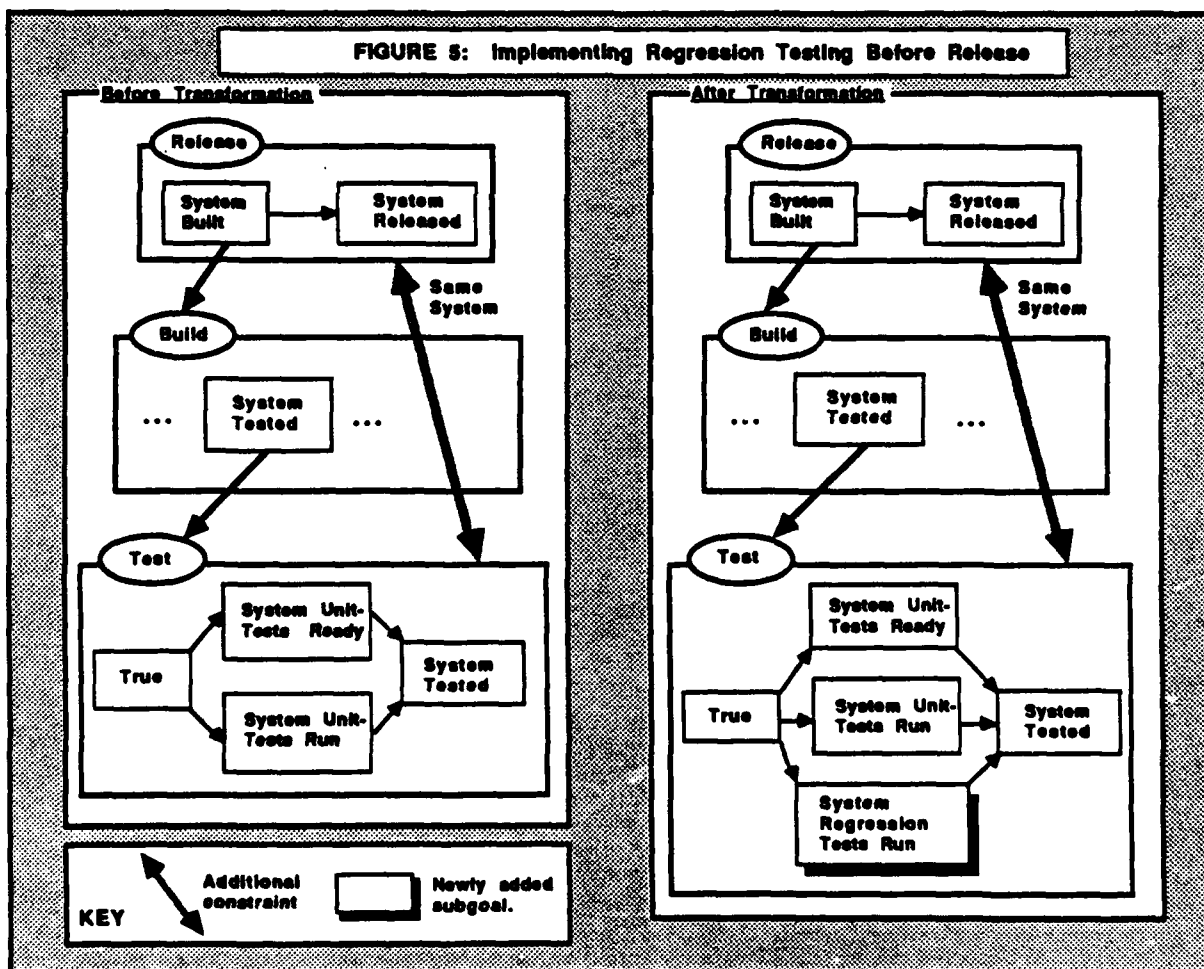 FIGURE 5: Implementing Regression Testing Before Release
Before Transformation
Release
System
Built
System
Released
Same
System
Build
...
System
Tested
...
Test
True
System Unit-
Tests Ready
System Unit-
Tests Run
System
Tested
After Transformation
Release
System
Built
System
Released
Same
System
Build
...
System
Tested
...
Test
True
System Unit-
Tests Ready
System Unit-
Tests Run
System
Regression
Tests Run
System
Tested
KEY
Additional
constraint
Newly added
subgoal.